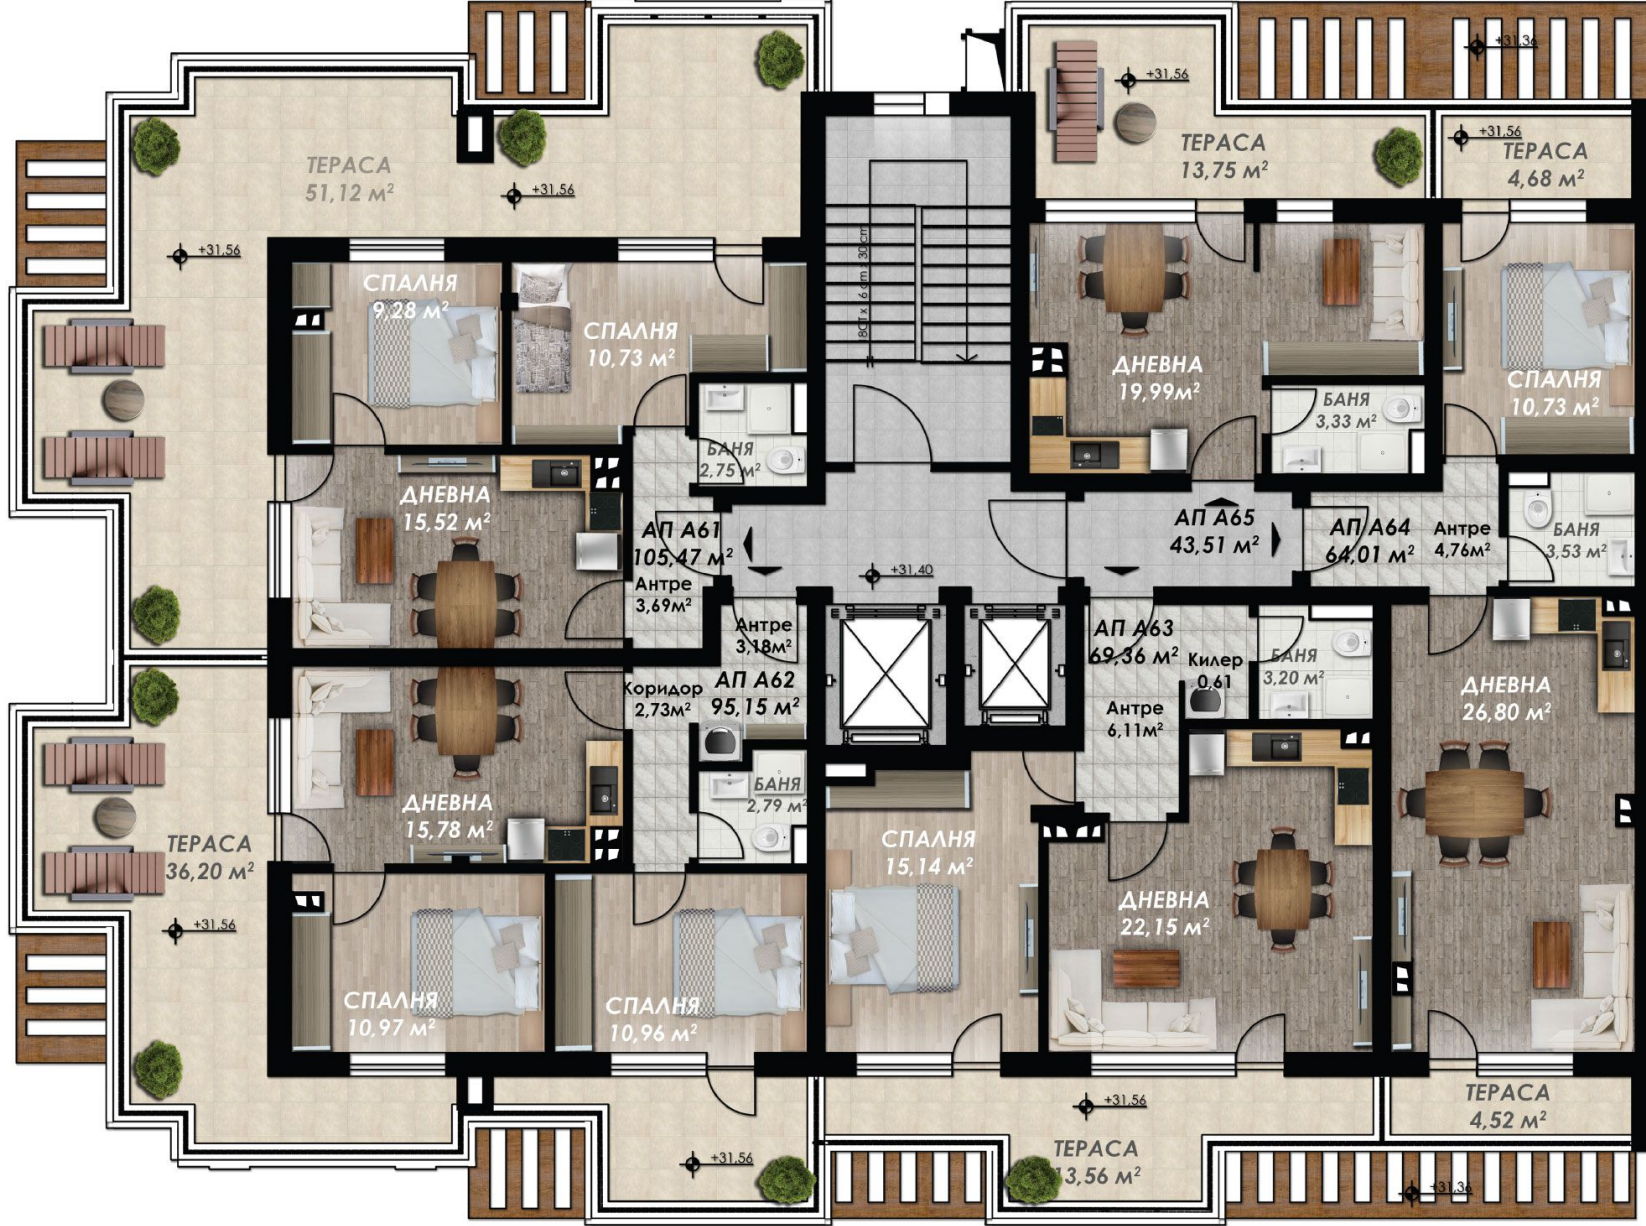 +31,36
+31,56
+31,56
ТЕРАСА
13,75 м²
ТЕРАСА
4,68 м²
ТЕРАСА
51,12 м²
+31,56
+31,56
СПАЛНЯ
9,28 м²
СПАЛНЯ
10,73 м²
ДНЕВНА
19,99м²
СПАЛНЯ
10,73 м²
БАНЯ
3,33 м²
БАНЯ
2,75 м²
ДНЕВНА
15,52 м²
АП А61
105,47 м²
Антре
3,69м²
АП А65
43,51 м²
АП А64
64,01 м²
Антре
4,76м²
БАНЯ
3,53 м²
+31,40
Антре
3,18м²
АП А62
95,15 м²
Коридор
2,73м²
АП А63
69,36 м²
Килер
0,61
БАНЯ
3,20 м²
Антре
6,11м²
ДНЕВНА
26,80 м²
ДНЕВНА
15,78 м²
БАНЯ
2,79 м²
ТЕРАСА
36,20 м²
+31,56
СПАЛНЯ
15,14 м²
ДНЕВНА
22,15 м²
СПАЛНЯ
10,97 м²
СПАЛНЯ
10,96 м²
+31,56
ТЕРАСА
4,52 м²
+31,56
ТЕРАСА
13,56 м²
+31,36